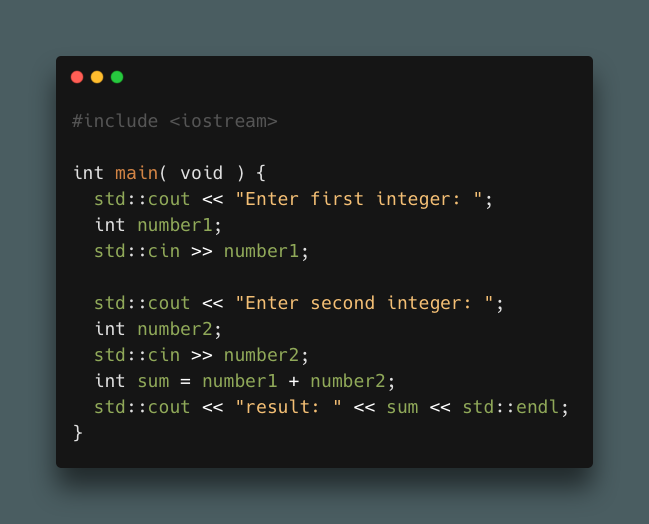 #include <iostream>

int main( void ) {
  std::cout << "Enter first integer: ";
  int number1;
  std::cin >> number1;

  std::cout << "Enter second integer: ";
  int number2;
  std::cin >> number2;
  int sum = number1 + number2;
  std::cout << "result: " << sum << std::endl;
}